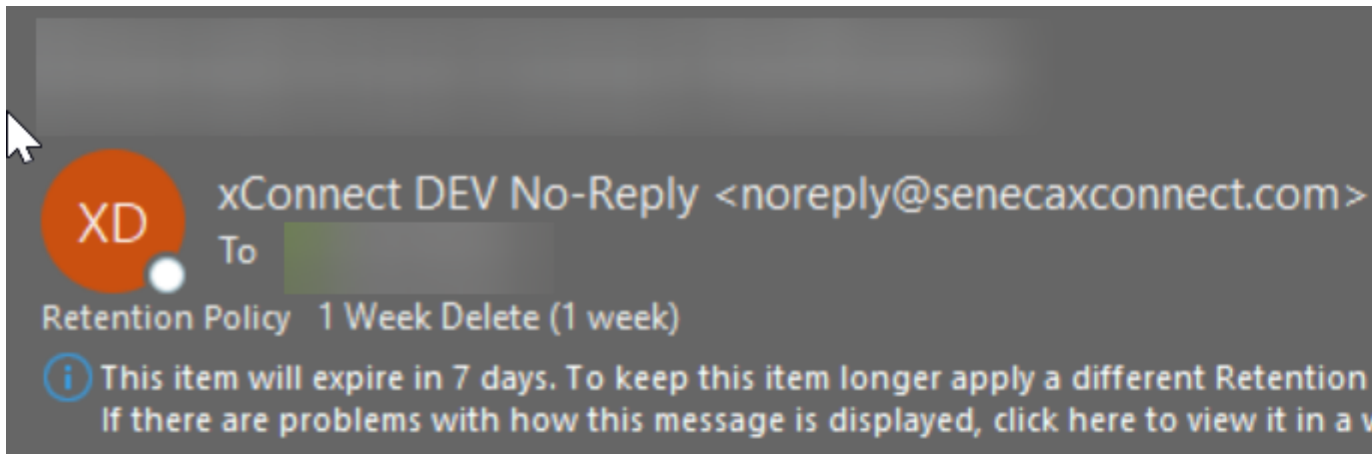 XD
xConnect DEV No-Reply <noreply@senecaxconnect.com>
To
Retention Policy 1 Week Delete (1 week)
This item will expire in 7 days. To keep this item longer apply a different Retention
If there are problems with how this message is displayed, click here to view it in a